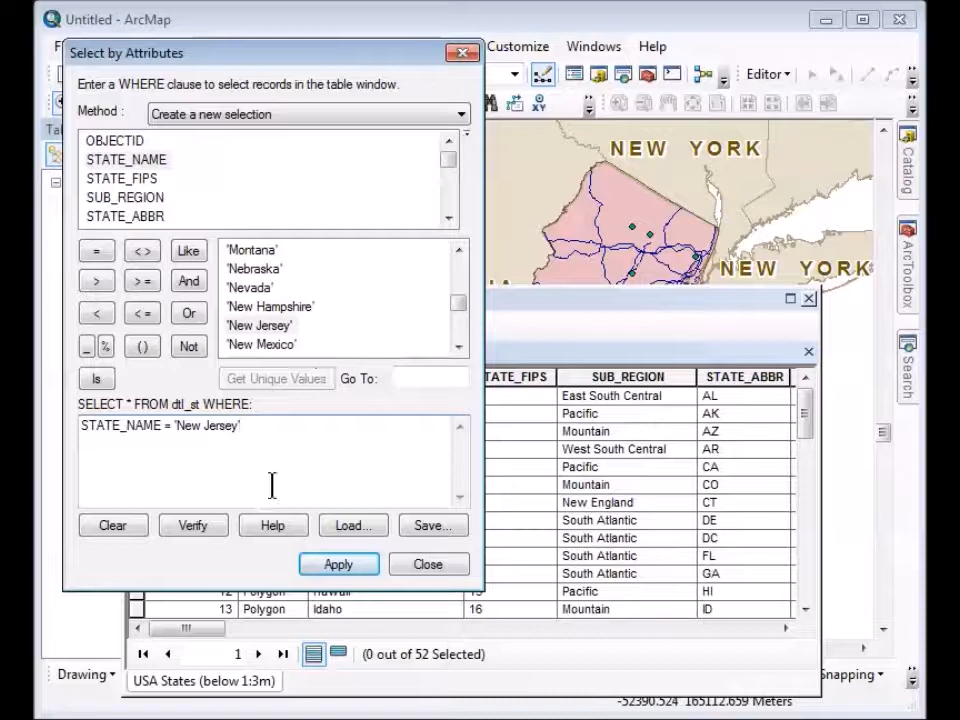 Untitled - ArcMap
Customize Windows Help
Select by Attributes
Enter a WHERE clause to select records in the table window.
Method : Create a new selection
OBJECTID
STATE_NAME
STATE_FIPS
SUB_REGION
STATE_ABBR
= < > Like
> > = And
< < = Or
_ % ( ) Not
Is
'Montana'
'Nebraska'
'Nevada'
'New Hampshire'
'New Jersey'
'New Mexico'
Get Unique Values Go To:
SELECT * FROM dtl_st WHERE:
STATE_NAME = 'New Jersey'
Clear Verify Help Load... Save...
Apply Close
Editor
NEW YORK
NEW YORK
Catalog
ArcToolbox
Search
TATE_FIPS SUB_REGION STATE_ABBR
East South Central AL
Pacific AK
Mountain AZ
West South Central AR
Pacific CA
Mountain CO
New England CT
South Atlantic DE
South Atlantic DC
South Atlantic FL
South Atlantic GA
12 Polygon Hawaii 15 Pacific HI
13 Polygon Idaho 16 Mountain ID
1 (0 out of 52 Selected)
USA States (below 1:3m)
Drawing
Snapping
-52390.524 165112.659 Meters